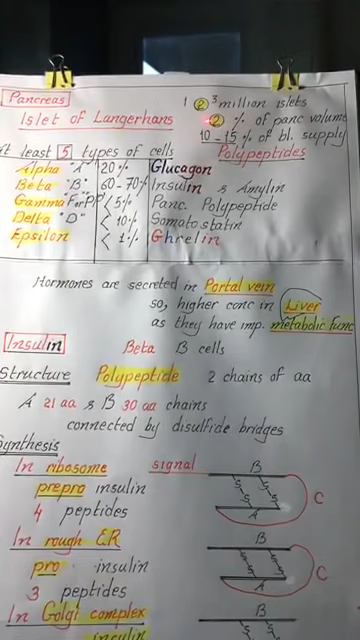 Pancreas
1 2 3 million islets
Islet of Langerhans
2 % of panc volume
10 - 15 % of bl. supply
t least 5 types of cells
Polypeptides
Alpha "A" 20% Glucagon
Beta "B" 60-70% Insulin & Amylin
Gamma F or PP < 5% Panc. Polypeptide
Delta "D" < 10% Somatostatin
Epsilon < 1% Ghrelin
Hormones are secreted in Portal vein
so, higher conc in Liver
as they have imp. metabolic func
Insulin Beta B cells
Structure Polypeptide 2 chains of aa
A 21 aa & B 30 aa chains
connected by disulfide bridges
Synthesis
In ribosome signal B
prepro insulin S S S S C
4 peptides A
In rough ER B
pro insulin S S S S C
3 peptides A
In Golgi complex B
insulin